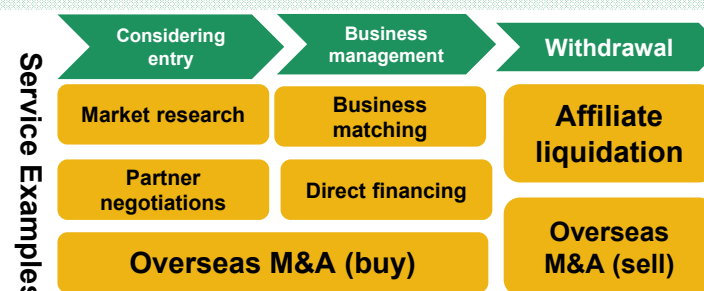 Considering
entry
Business
management
Withdrawal
Service Examples
Market research
Business
matching
Affiliate
liquidation
Partner
negotiations
Direct financing
Overseas M&A (buy)
Overseas
M&A (sell)